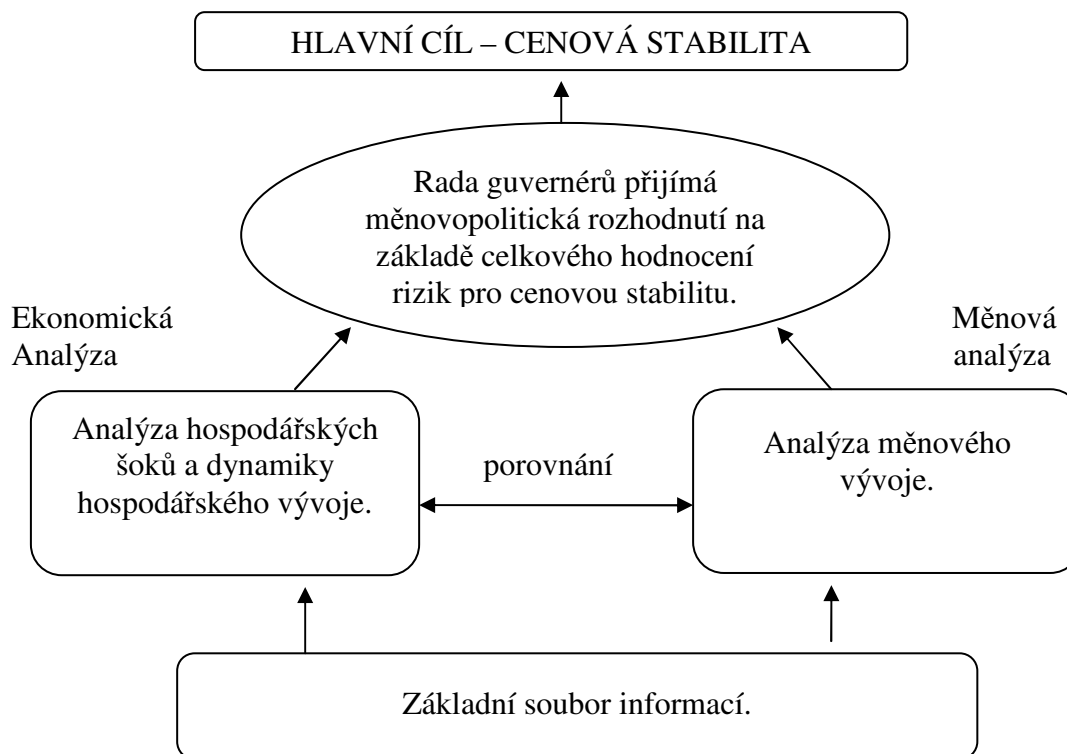 HLAVNÍ CÍL – CENOVÁ STABILITA
Rada guvernérů přijímá
měnovopolitická rozhodnutí na
základě celkového hodnocení
rizik pro cenovou stabilitu.
Ekonomická
Analýza
Měnová
analýza
Analýza hospodářských
šoků a dynamiky
hospodářského vývoje.
porovnání
Analýza měnového
vývoje.
Základní soubor informací.